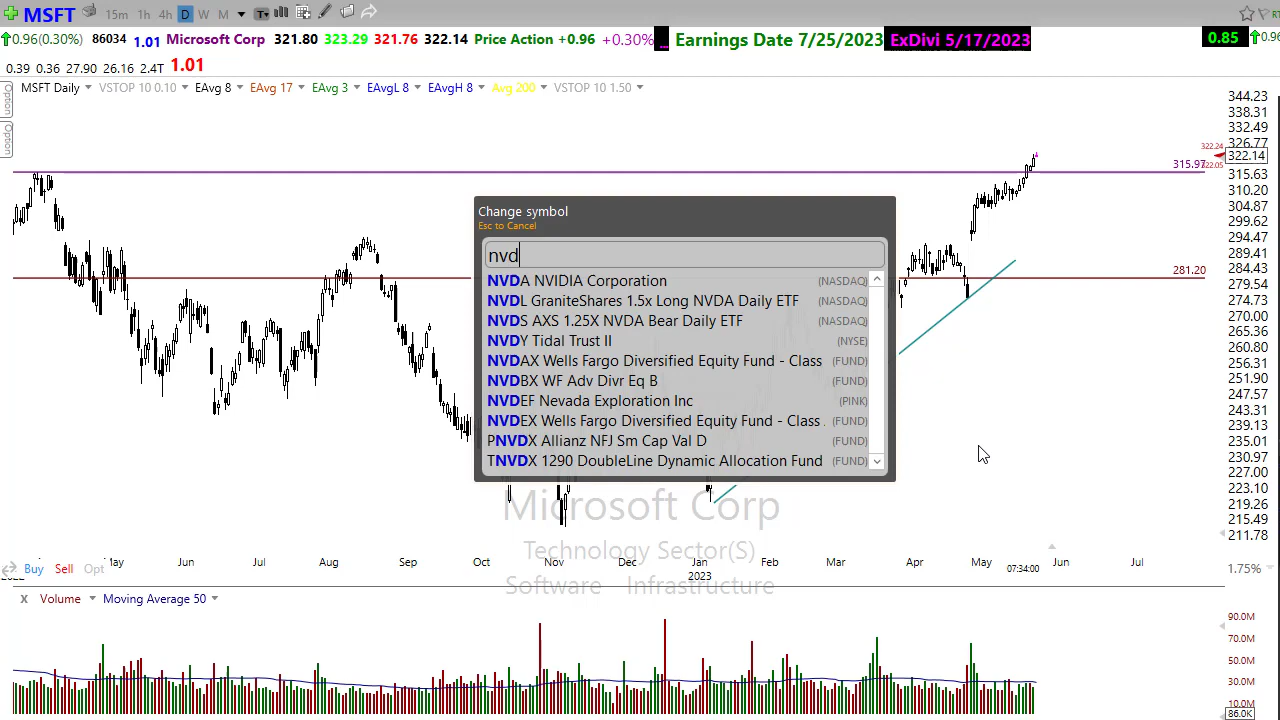 MSFT 15m 1h 4h D W M
0.96(0.30%) 86034 1.01 Microsoft Corp 321.80 323.29 321.76 322.14 Price Action +0.96 +0.30% ... Earnings Date 7/25/2023 ExDivi 5/17/2023 0.85 0.96
0.39 0.36 27.90 26.16 2.4T 1.01
MSFT Daily VSTOP 10 0.10 EAvg 8 EAvg 17 EAvg 3 EAvgL 8 EAvgH 8 Avg 200 VSTOP 10 1.50
Option
Option
344.23
338.31
332.49
326.77
322.24
322.14
322.05
315.97
315.63
310.20
304.87
299.62
294.47
289.41
284.43
281.20
279.54
274.73
270.00
265.36
260.80
256.31
251.90
247.57
243.31
239.13
235.01
230.97
227.00
223.10
219.26
215.49
211.78
Change symbol
Esc to Cancel
nvd
NVDA NVIDIA Corporation (NASDAQ)
NVDL GraniteShares 1.5x Long NVDA Daily ETF (NASDAQ)
NVDS AXS 1.25X NVDA Bear Daily ETF (NASDAQ)
NVDY Tidal Trust II (NYSE)
NVDAX Wells Fargo Diversified Equity Fund - Class (FUND)
NVDBX WF Adv Divr Eq B (FUND)
NVDEF Nevada Exploration Inc (PINK)
NVDEX Wells Fargo Diversified Equity Fund - Class . (FUND)
PNVDX Allianz NFJ Sm Cap Val D (FUND)
TNVDX 1290 DoubleLine Dynamic Allocation Fund (FUND)
Microsoft Corp
Technology Sector(S)
Software Infrastructure
Jun Jul Aug Sep Oct Nov Dec Jan Feb Mar Apr May Jun Jul
2023
07:34:00
Buy Sell Opt
1.75%
X Volume Moving Average 50
90.0M
70.0M
50.0M
30.0M
10.0M
86.0K